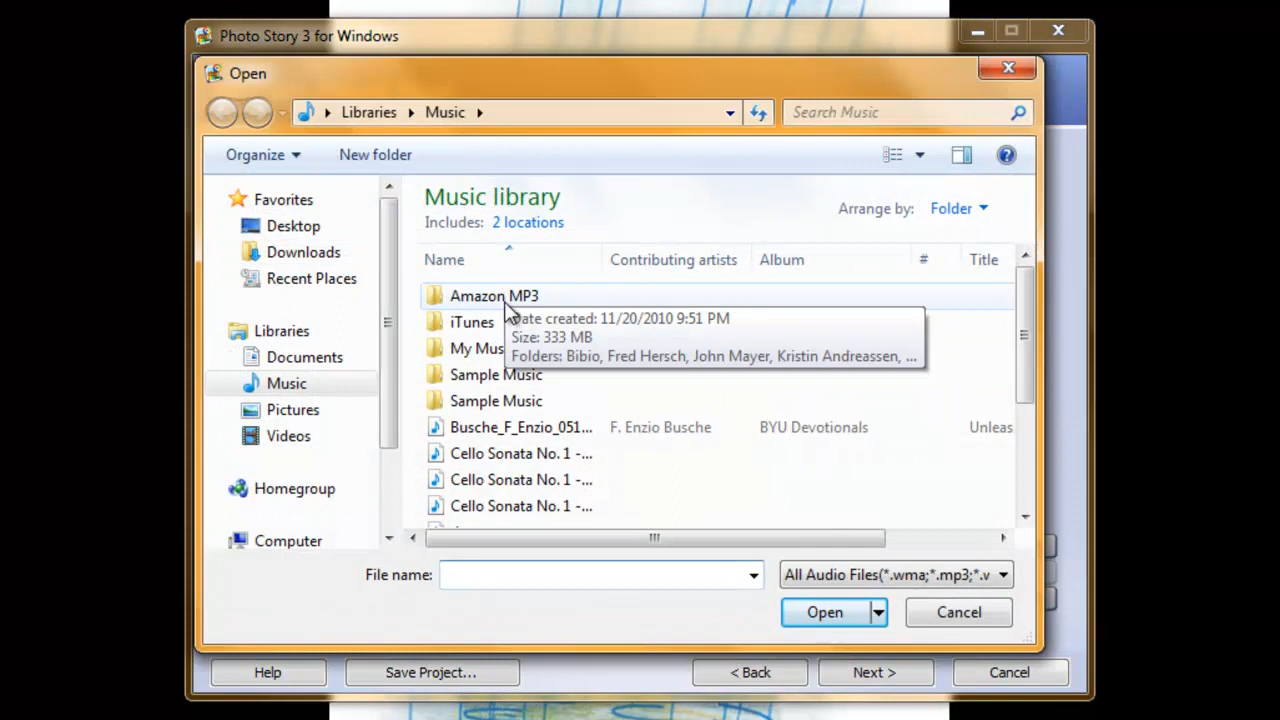 Photo Story 3 for Windows
Open
Libraries Music
Search Music
Organize
New folder
Favorites
Desktop
Downloads
Recent Places
Libraries
Documents
Music
Pictures
Videos
Homegroup
Computer
Music library
Includes: 2 locations
Arrange by: Folder
Name Contributing artists Album # Title
Amazon MP3
iTunes
My Mus
Date created: 11/20/2010 9:51 PM
Size: 333 MB
Folders: Bibio, Fred Hersch, John Mayer, Kristin Andreassen, ...
Sample Music
Sample Music
Busche_F_Enzio_051... F. Enzio Busche BYU Devotionals Unleas
Cello Sonata No. 1 -...
Cello Sonata No. 1 -...
Cello Sonata No. 1 -...
File name:
All Audio Files(*.wma;*.mp3;*.v
Open
Cancel
Help
Save Project...
< Back
Next >
Cancel